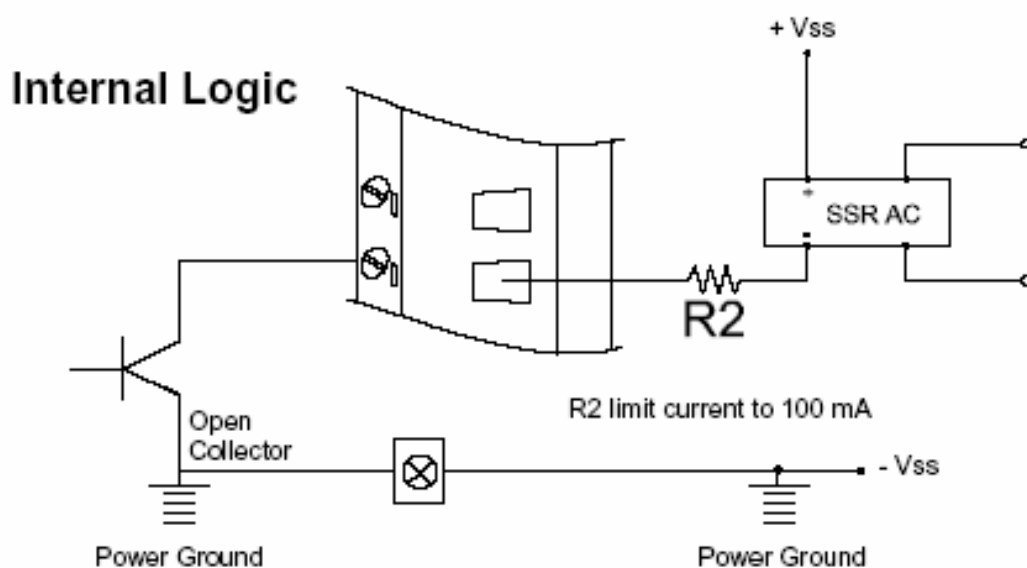 + Vss
Internal Logic
+
SSR AC
-
R2
R2 limit current to 100 mA
Open
Collector
- Vss
Power Ground
Power Ground